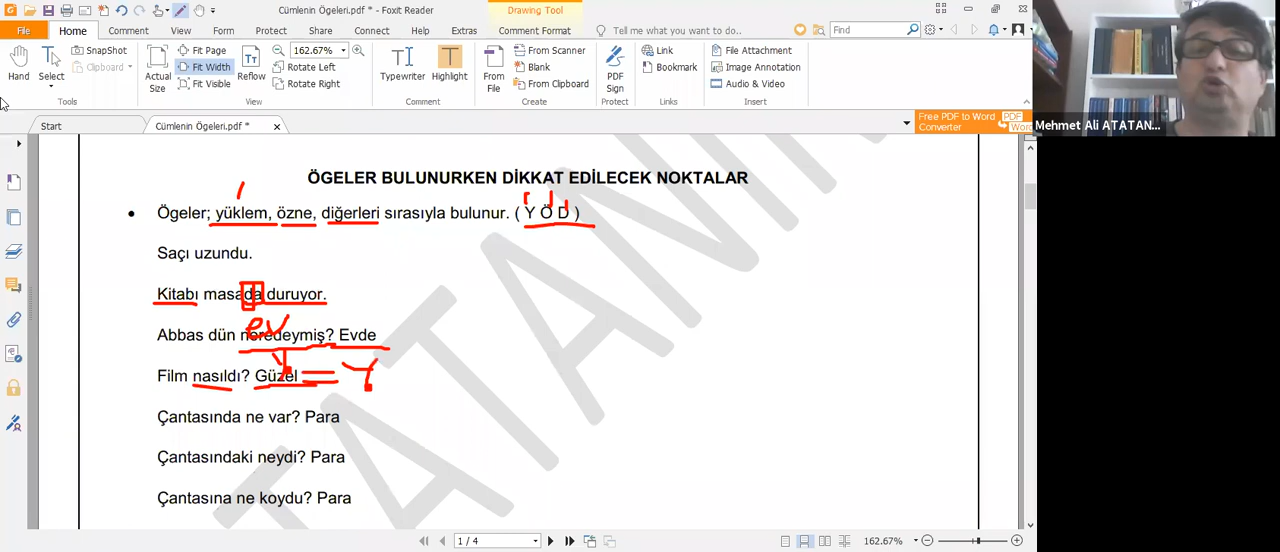 Cümlenin Ögeleri.pdf * - Foxit Reader
Drawing Tool
File Home Comment View Form Protect Share Connect Help Extras Comment Format Tell me what you want to do... Find
Hand
Select
SnapShot
Clipboard
Tools
Actual Size
Fit Page
Fit Width
Fit Visible
162.67%
Reflow
Rotate Left
Rotate Right
View
Typewriter
Highlight
Comment
From File
From Scanner
Blank
From Clipboard
Create
PDF Sign
Protect
Link
Bookmark
Links
File Attachment
Image Annotation
Audio & Video
Insert
Start
Cümlenin Ögeleri.pdf *
Free PDF to Word Converter
PDF
Word
Mehmet Ali ATATAN...
ÖGELER BULUNURKEN DİKKAT EDİLECEK NOKTALAR
• Ögeler; yüklem, özne, diğerleri sırasıyla bulunur. ( Y Ö D )
Saçı uzundu.
Kitabı masada duruyor.
ev
Abbas dün neredeymiş? Evde
Y
Film nasıldı? Güzel = Y
Çantasında ne var? Para
Çantasındaki neydi? Para
Çantasına ne koydu? Para
1 / 4
162.67%